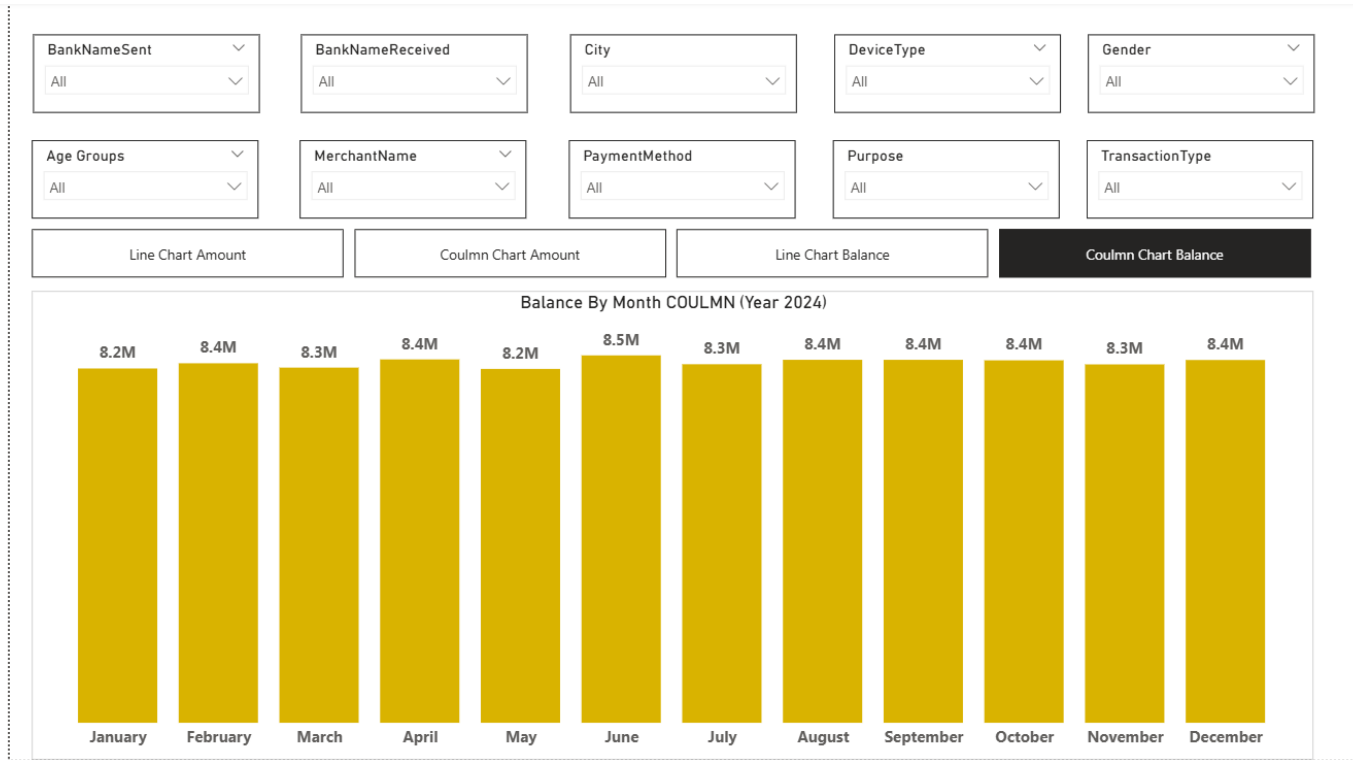 BankNameSent BankNameReceived City DeviceType Gender
All All All All All
Age Groups MerchantName PaymentMethod Purpose TransactionType
All All All All All
Line Chart Amount Coulmn Chart Amount Line Chart Balance Coulmn Chart Balance
Balance By Month COULMN (Year 2024)
8.2M 8.4M 8.3M 8.4M 8.2M 8.5M 8.3M 8.4M 8.4M 8.4M 8.3M 8.4M
January February March April May June July August September October November December